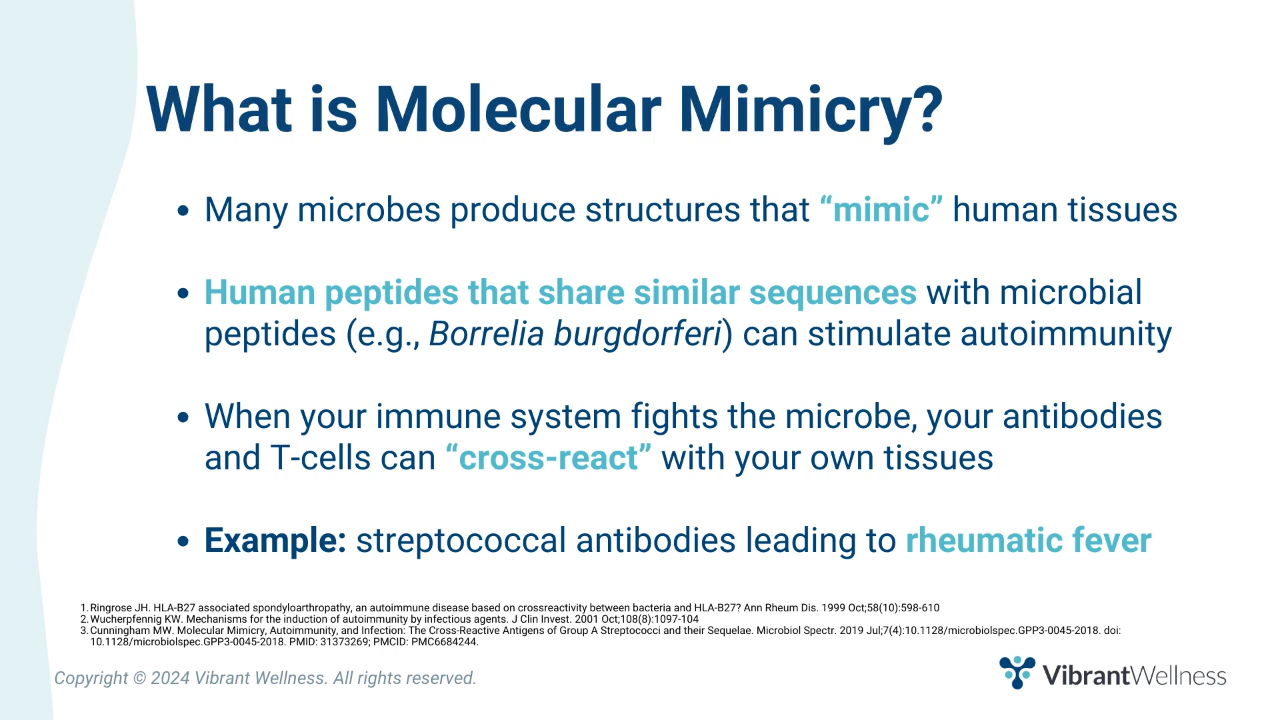 What is Molecular Mimicry?
• Many microbes produce structures that “mimic” human tissues
• Human peptides that share similar sequences with microbial
peptides (e.g., Borrelia burgdorferi) can stimulate autoimmunity
• When your immune system fights the microbe, your antibodies
and T-cells can “cross-react” with your own tissues
• Example: streptococcal antibodies leading to rheumatic fever
1. Ringrose JH. HLA-B27 associated spondyloarthropathy, an autoimmune disease based on crossreactivity between bacteria and HLA-B27? Ann Rheum Dis. 1999 Oct;58(10):598-610
2. Wucherpfennig KW. Mechanisms for the induction of autoimmunity by infectious agents. J Clin Invest. 2001 Oct;108(8):1097-104
3. Cunningham MW. Molecular Mimicry, Autoimmunity, and Infection: The Cross-Reactive Antigens of Group A Streptococci and their Sequelae. Microbiol Spectr. 2019 Jul;7(4):10.1128/microbiolspec.GPP3-0045-2018. doi:
10.1128/microbiolspec.GPP3-0045-2018. PMID: 31373269; PMCID: PMC6684244.
Copyright © 2024 Vibrant Wellness. All rights reserved.
VibrantWellness